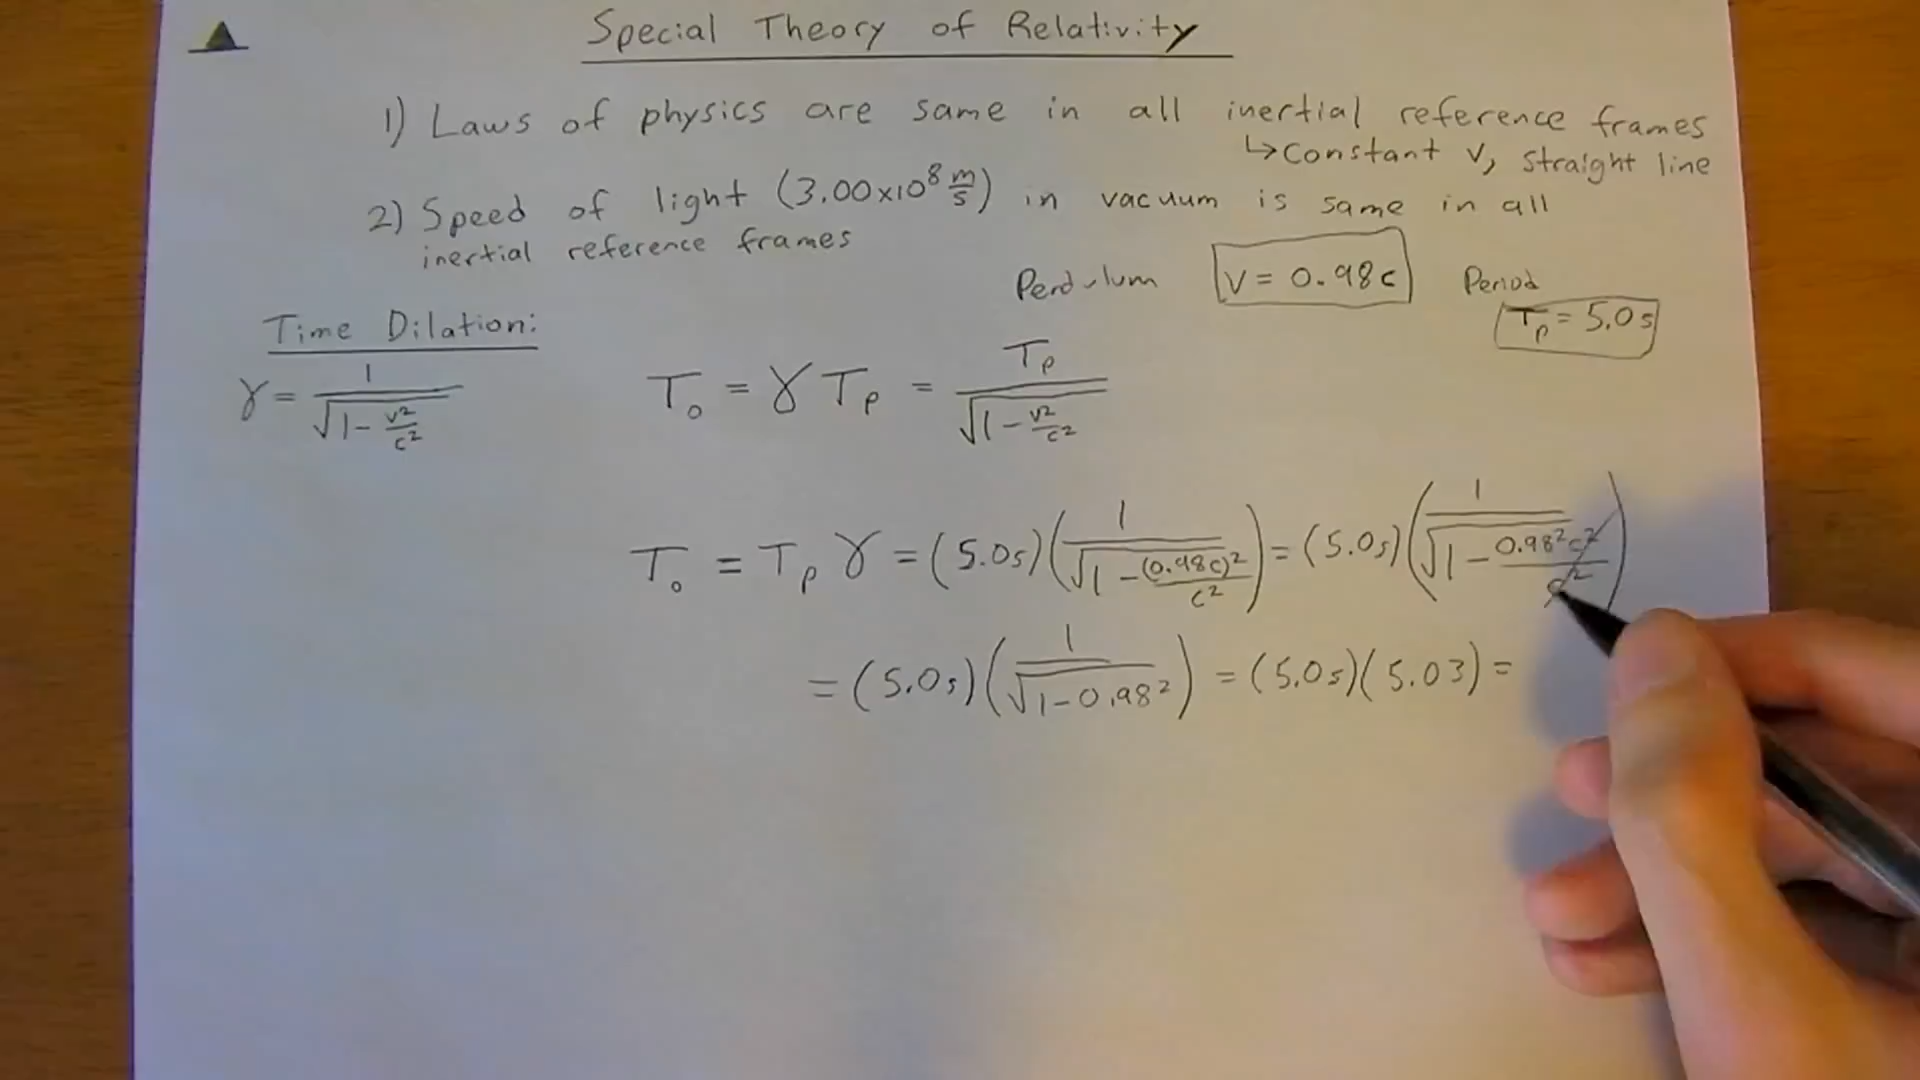 Special Theory of Relativity
1) Laws of physics are same in all inertial reference frames
↳ Constant v, straight line
2) Speed of light (3.00x10⁸ m/s) in vacuum is same in all
inertial reference frames
Pendulum V = 0.98c Period
Tₚ = 5.0s
Time Dilation:
γ = 1/√(1 - v²/c²) T₀ = γTₚ = Tₚ/√(1 - v²/c²)
T₀ = Tₚγ = (5.0s)(1/√(1 - (0.98c)²/c²)) = (5.0s)(1/√(1 - 0.98²c²/c²))
= (5.0s)(1/√(1 - 0.98²)) = (5.0s)(5.03) =